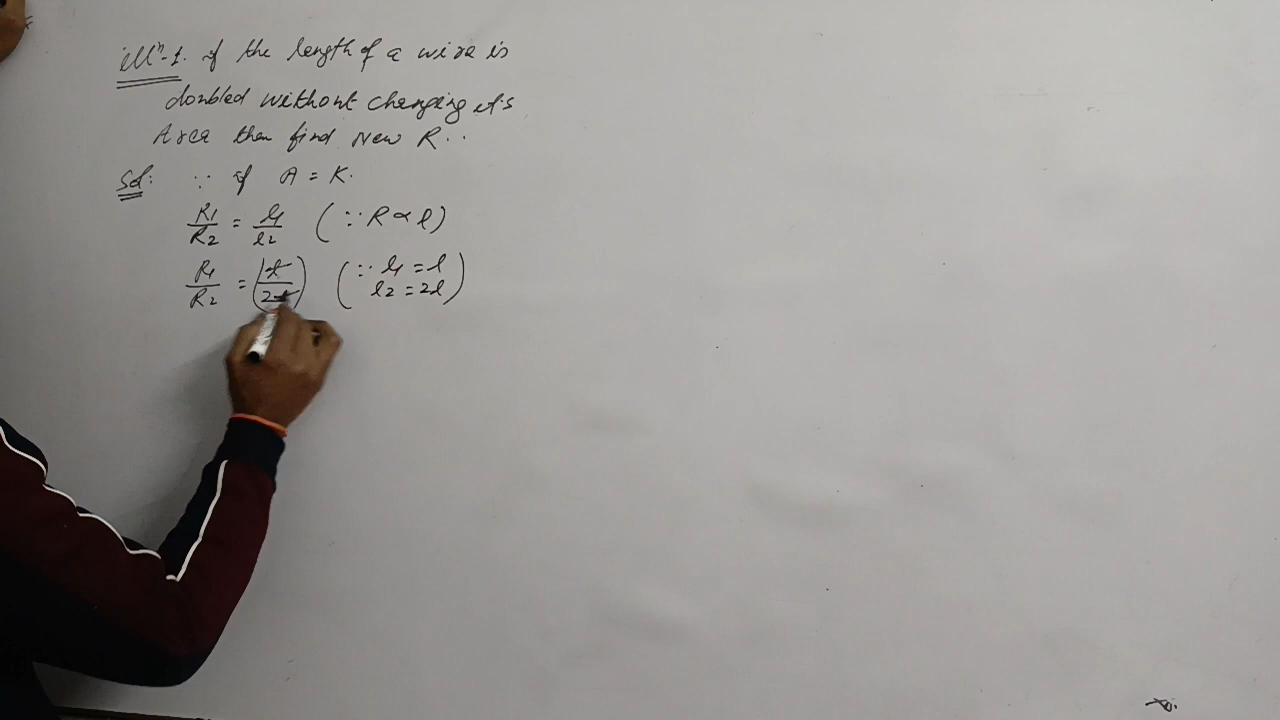 illⁿ-1. if the length of a wire is
doubled without changing it's
Area then find New R..
Sol: ∵ if A = K.
R1/R2 = l1/l2 (∵ R ∝ l)
R1/R2 = (l/2l) (∵ l1 = l
l2 = 2l)